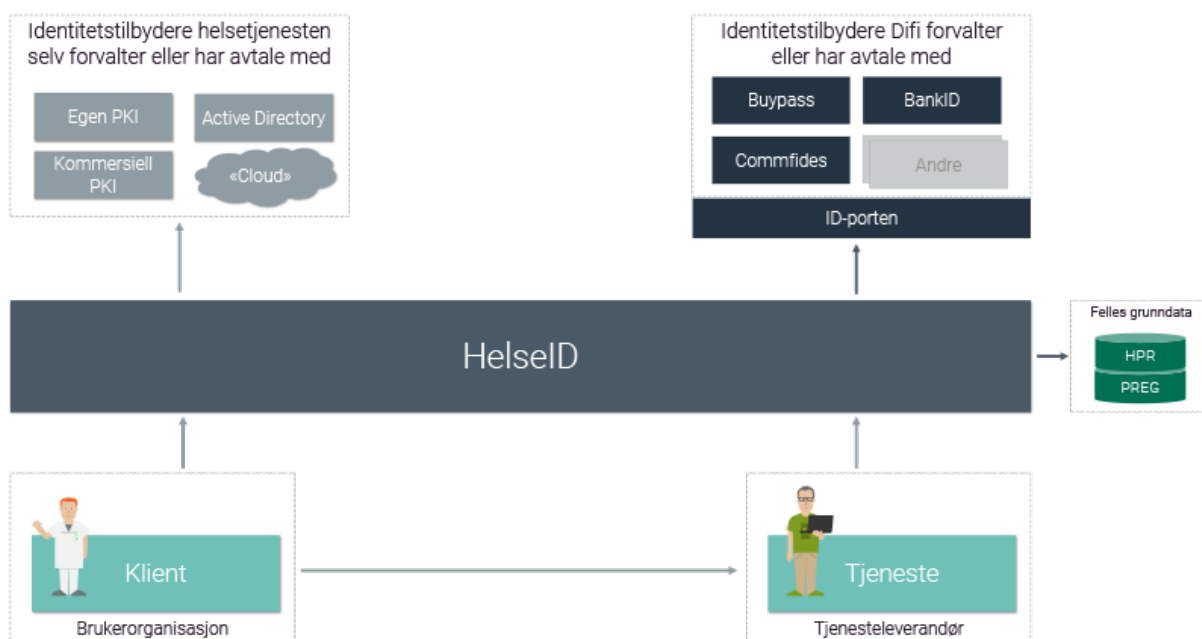 Identitetstilbydere helsetjenesten
selv forvalter eller har avtale med
Egen PKI
Active Directory
Kommersiell
PKI
«Cloud»
Identitetstilbydere Difi forvalter
eller har avtale med
Buypass
BankID
Commfides
Andre
ID-porten
HelseID
Felles grunndata
HPR
PREG
Klient
Brukerorganisasjon
Tjeneste
Tjenesteleverandør